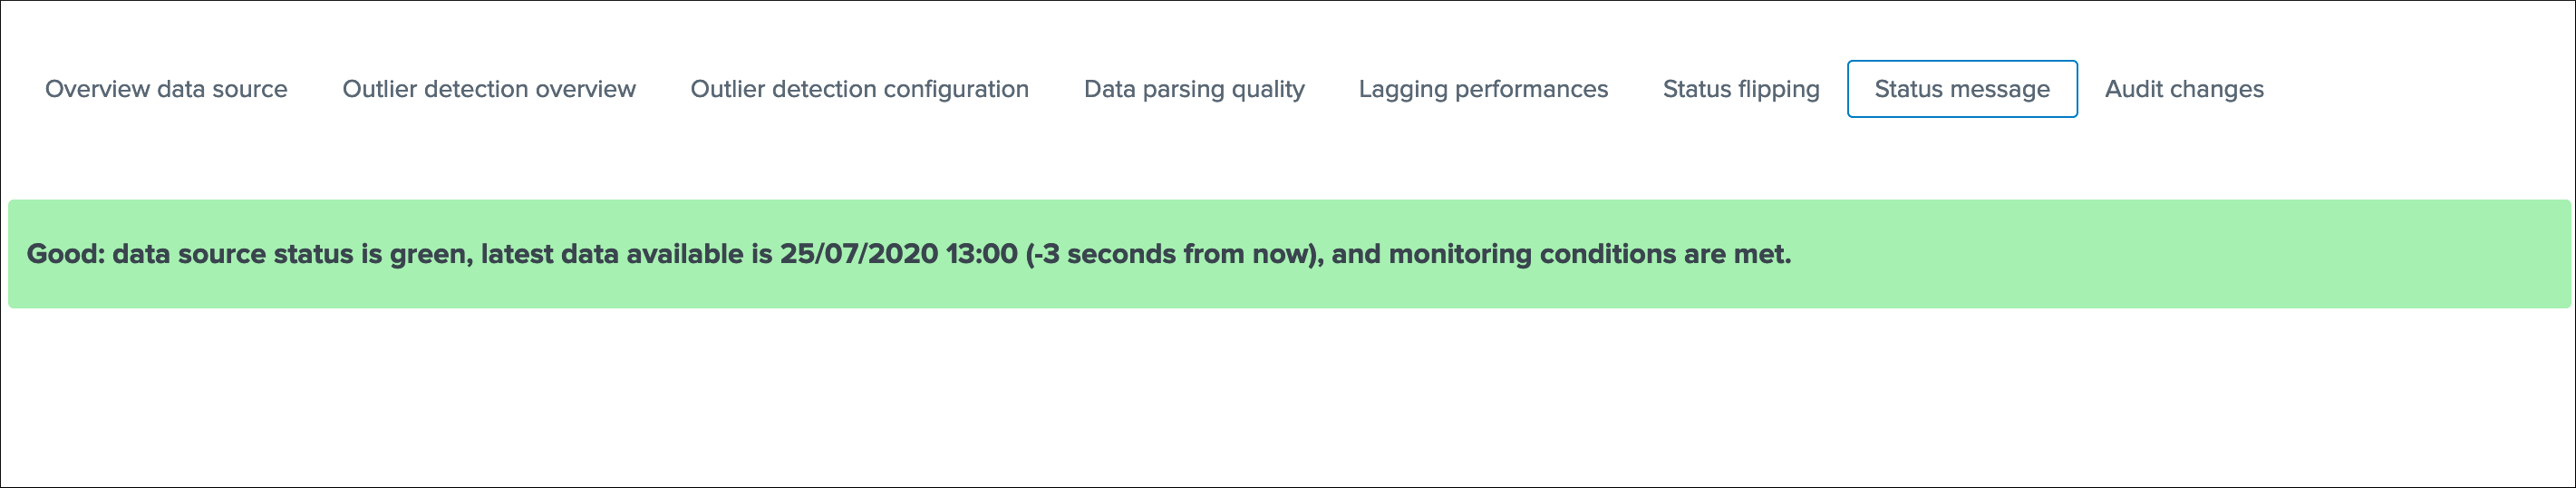 Overview data source Outlier detection overview Outlier detection configuration Data parsing quality Lagging performances Status flipping Status message Audit changes
Good: data source status is green, latest data available is 25/07/2020 13:00 (-3 seconds from now), and monitoring conditions are met.